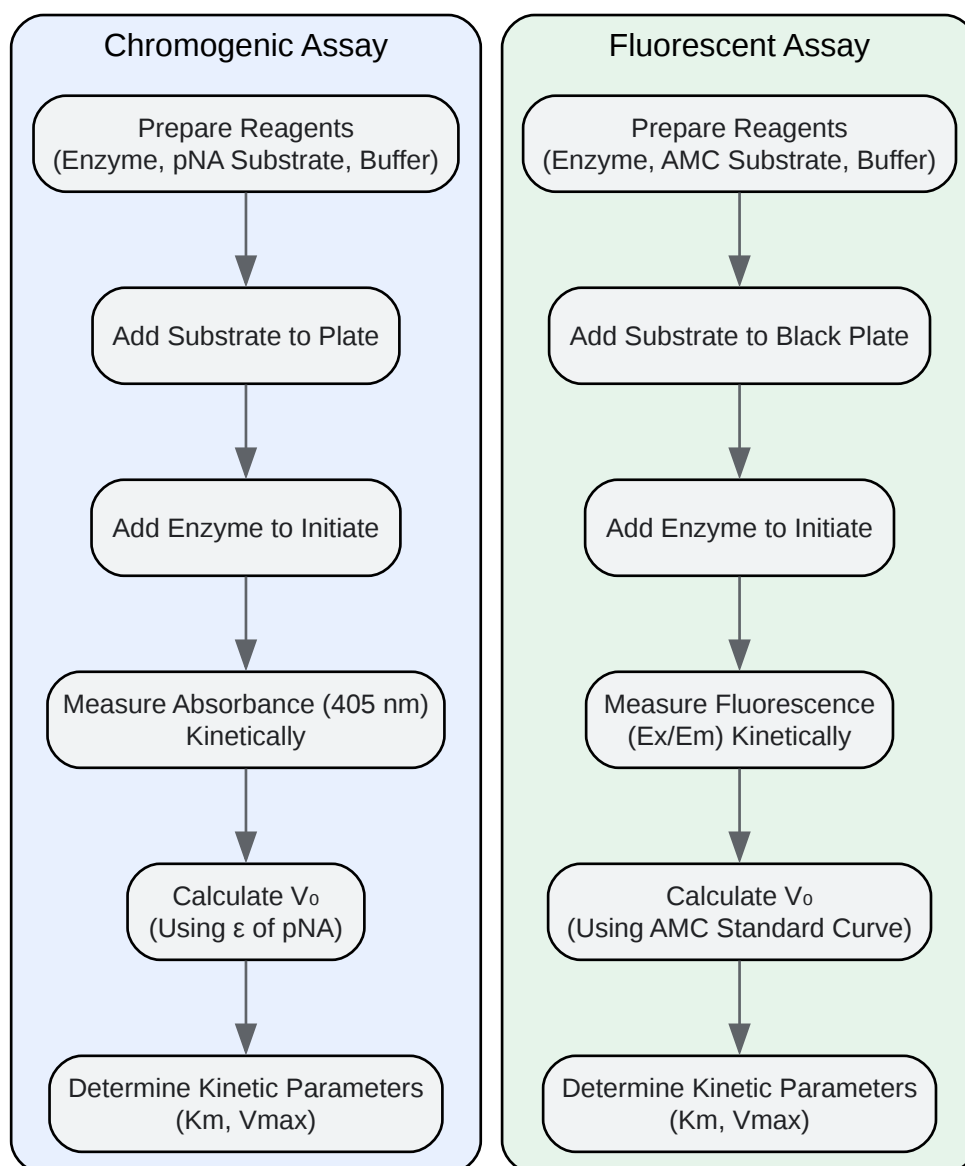 Chromogenic Assay
Prepare Reagents
(Enzyme, pNA Substrate, Buffer)
Add Substrate to Plate
Add Enzyme to Initiate
Measure Absorbance (405 nm)
Kinetically
Calculate V₀
(Using ε of pNA)
Determine Kinetic Parameters
(Km, Vmax)
Fluorescent Assay
Prepare Reagents
(Enzyme, AMC Substrate, Buffer)
Add Substrate to Black Plate
Add Enzyme to Initiate
Measure Fluorescence
(Ex/Em) Kinetically
Calculate V₀
(Using AMC Standard Curve)
Determine Kinetic Parameters
(Km, Vmax)